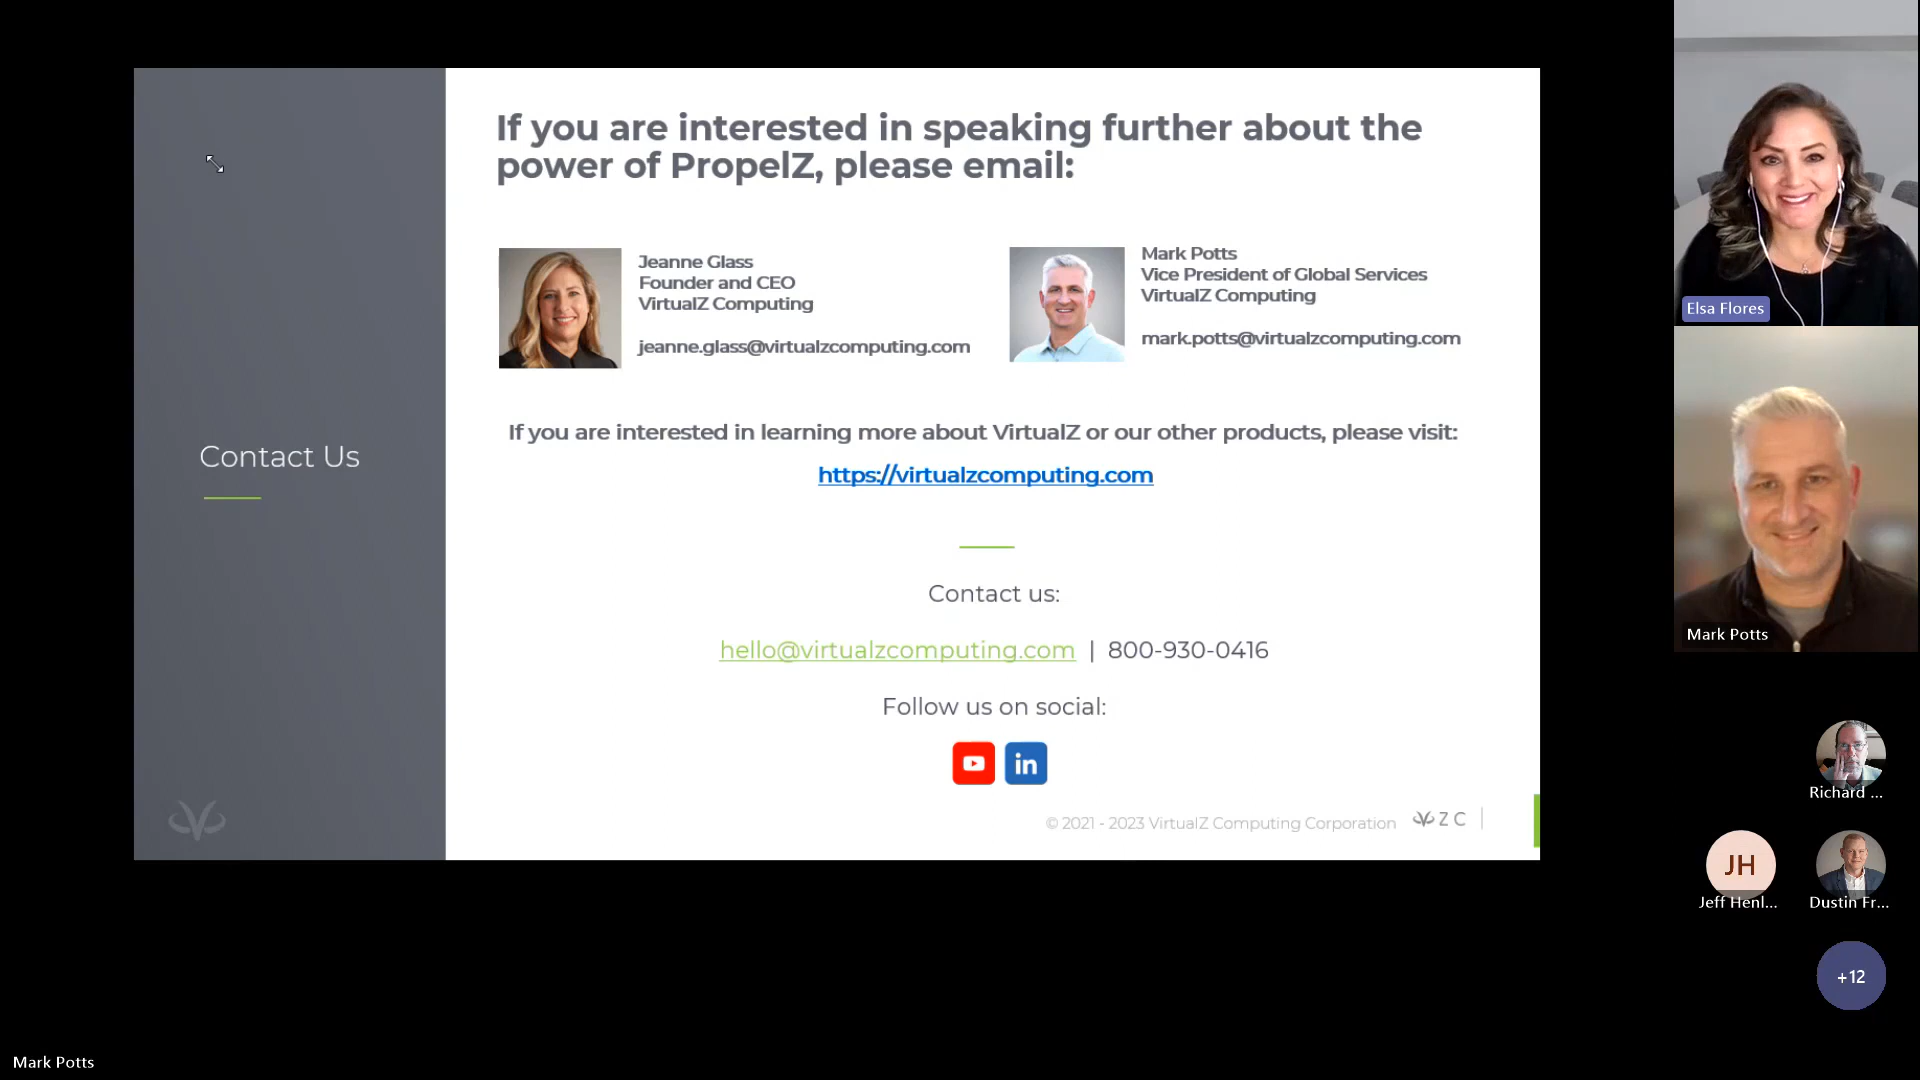 If you are interested in speaking further about the
power of PropelZ, please email:
Jeanne Glass
Founder and CEO
VirtualZ Computing
jeanne.glass@virtualzcomputing.com
Mark Potts
Vice President of Global Services
VirtualZ Computing
mark.potts@virtualzcomputing.com
Contact Us
If you are interested in learning more about VirtualZ or our other products, please visit:
https://virtualzcomputing.com
Contact us:
hello@virtualzcomputing.com | 800-930-0416
Follow us on social:
in
© 2021 - 2023 VirtualZ Computing Corporation
ZC
Elsa Flores
Mark Potts
Richard ...
JH
Jeff Henl...
Dustin Fr...
+12
Mark Potts